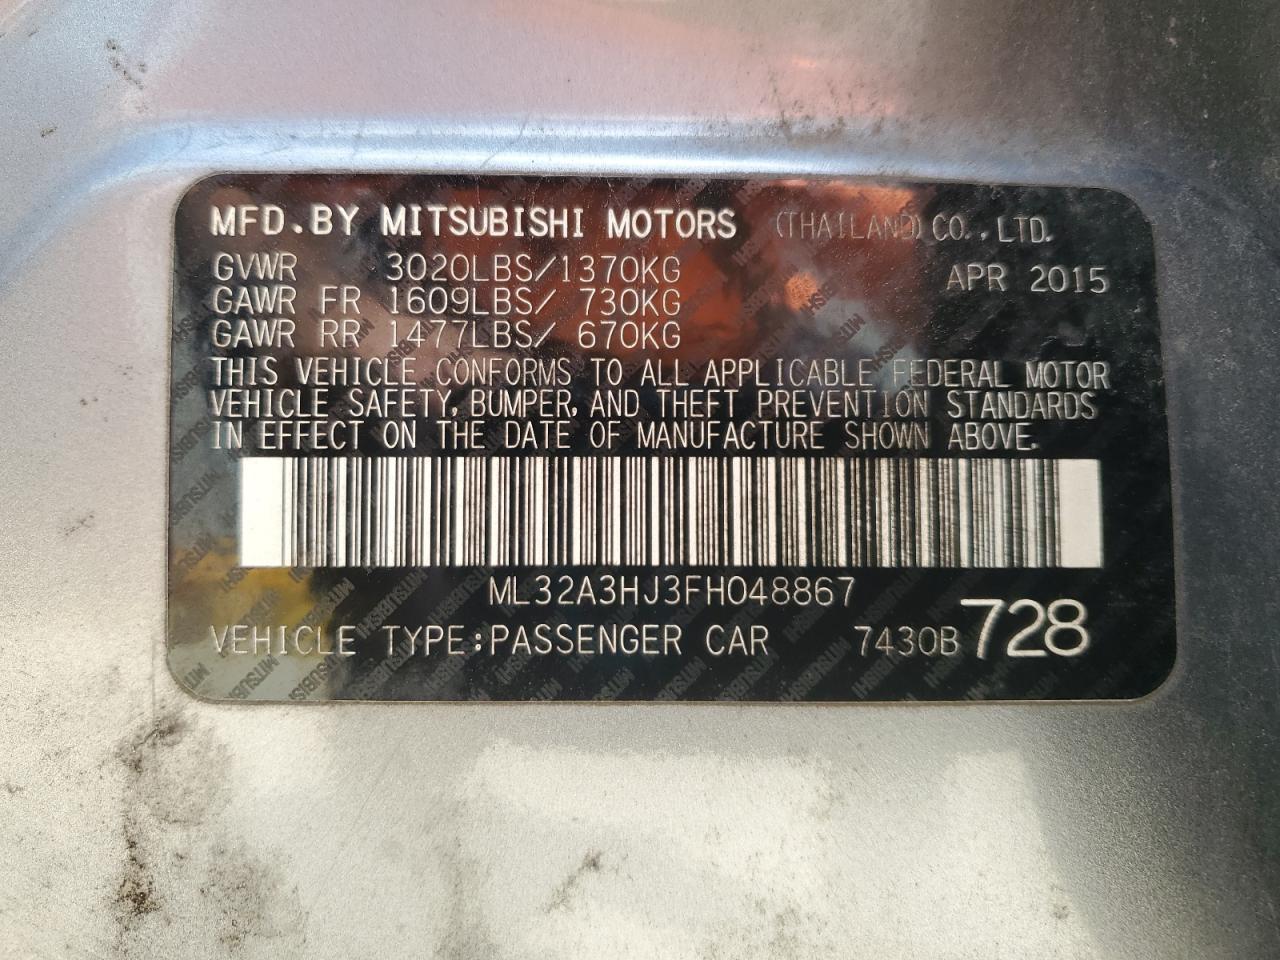 MFD.BY MITSUBISHI MOTORS (THAILAND) CO.,LTD.
GVWR 3020LBS/1370KG APR 2015
GAWR FR 1609LBS/ 730KG
GAWR RR 1477LBS/ 670KG
THIS VEHICLE CONFORMS TO ALL APPLICABLE FEDERAL MOTOR
VEHICLE SAFETY, BUMPER, AND THEFT PREVENTION STANDARDS
IN EFFECT ON THE DATE OF MANUFACTURE SHOWN ABOVE.
ML32A3HJ3FH048867
VEHICLE TYPE:PASSENGER CAR 7430B 728